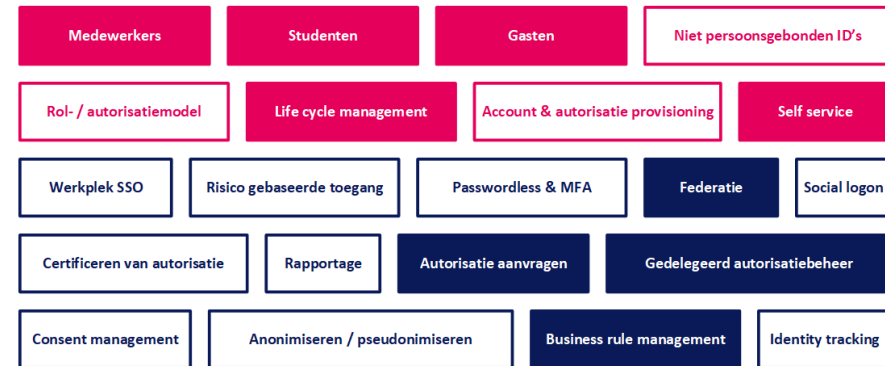 Medewerkers
Studenten
Gasten
Niet persoonsgebonden ID's
Rol- / autorisatiemodel
Life cycle management
Account & autorisatie provisioning
Self service
Werkplek SSO
Risico gebaseerde toegang
Passwordless & MFA
Federatie
Social logon
Certificeren van autorisatie
Rapportage
Autorisatie aanvragen
Gedelegeerd autorisatiebeheer
Consent management
Anonimiseren / pseudonimiseren
Business rule management
Identity tracking